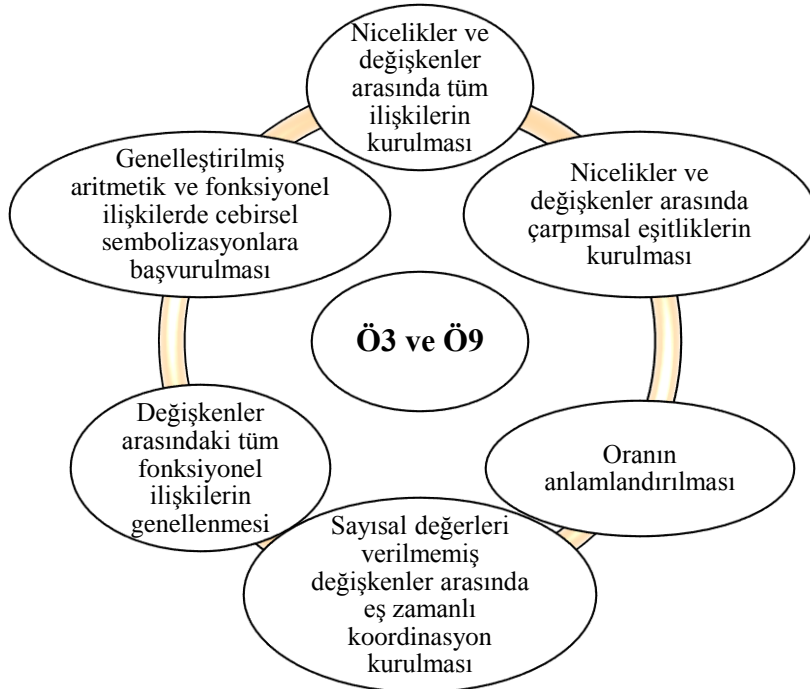 Nicelikler ve
değişkenler
arasında tüm
ilişkilerin
kurulması
Nicelikler ve
değişkenler arasında
çarpımsal eşitliklerin
kurulması
Oranın
anlamlandırılması
Sayısal değerleri
verilmemiş
değişkenler arasında
eş zamanlı
koordinasyon
kurulması
Değişkenler
arasındaki tüm
fonksiyonel
ilişkilerin
genellenmesi
Genelleştirilmiş
aritmetik ve fonksiyonel
ilişkilerde cebirsel
sembolizasyonlara
başvurulması
Ö3 ve Ö9